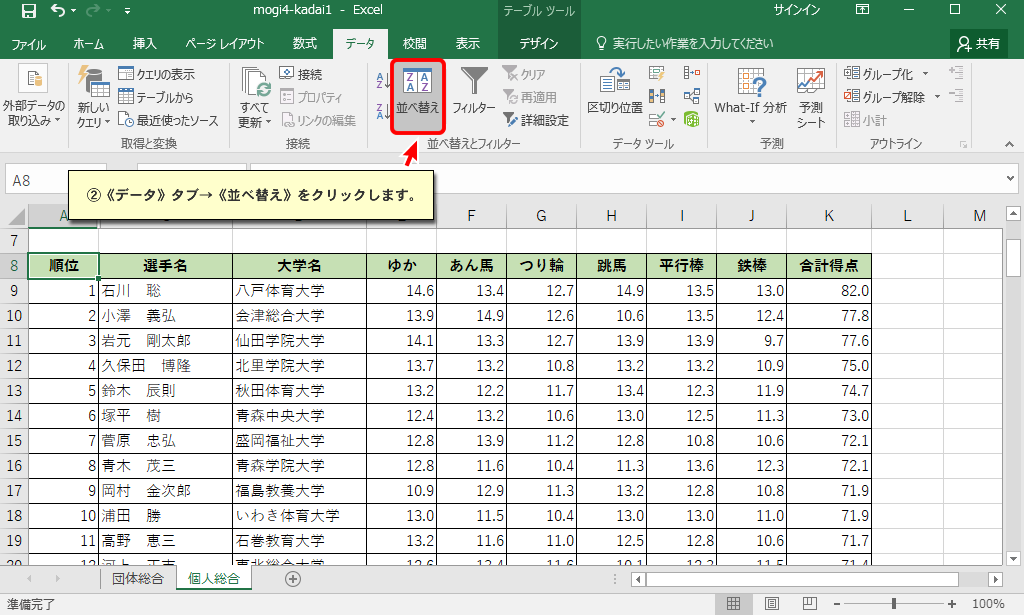 mogi4-kadai1 - Excel
テーブル ツール
サインイン
ファイル ホーム 挿入 ページ レイアウト 数式 データ 校閲 表示 デザイン 実行したい作業を入力してください 共有
外部データの取り込み
新しいクエリ
クエリの表示
テーブルから
最近使ったソース
取得と変換
すべて更新
接続
プロパティ
リンクの編集
接続
並べ替え
フィルター
クリア
再適用
詳細設定
並べ替えとフィルター
区切り位置
データ ツール
What-If 分析
予測シート
予測
グループ化
グループ解除
小計
アウトライン
A8
②《データ》タブ→《並べ替え》をクリックします。
A F G H I J K L M
7
8 順位 選手名 大学名 ゆか あん馬 つり輪 跳馬 平行棒 鉄棒 合計得点
9 1 石川 聡 八戸体育大学 14.6 13.4 12.7 14.9 13.5 13.0 82.0
10 2 小澤 義弘 会津総合大学 13.9 14.9 12.6 10.6 13.5 12.4 77.8
11 3 岩元 剛太郎 仙田学院大学 14.1 13.3 12.7 13.9 13.9 9.7 77.6
12 4 久保田 博隆 北里学院大学 13.7 13.2 10.8 13.2 13.2 10.9 75.0
13 5 鈴木 辰則 秋田体育大学 13.2 12.2 11.7 13.4 12.3 11.9 74.7
14 6 塚平 樹 青森中央大学 12.4 13.2 10.6 13.0 12.5 11.3 73.0
15 7 菅原 忠弘 盛岡福祉大学 12.8 13.9 11.2 12.8 10.8 10.6 72.1
16 8 青木 茂三 青森学院大学 12.8 11.6 10.4 11.3 13.6 12.3 72.1
17 9 岡村 金次郎 福島教養大学 10.9 12.9 11.3 13.2 12.8 10.8 71.9
18 10 浦田 勝 いわき体育大学 13.0 11.5 10.4 13.0 13.0 11.0 71.9
19 11 高野 恵三 石巻教育大学 13.2 11.6 11.0 12.5 12.8 10.6 71.7
団体総合 個人総合
準備完了
100%